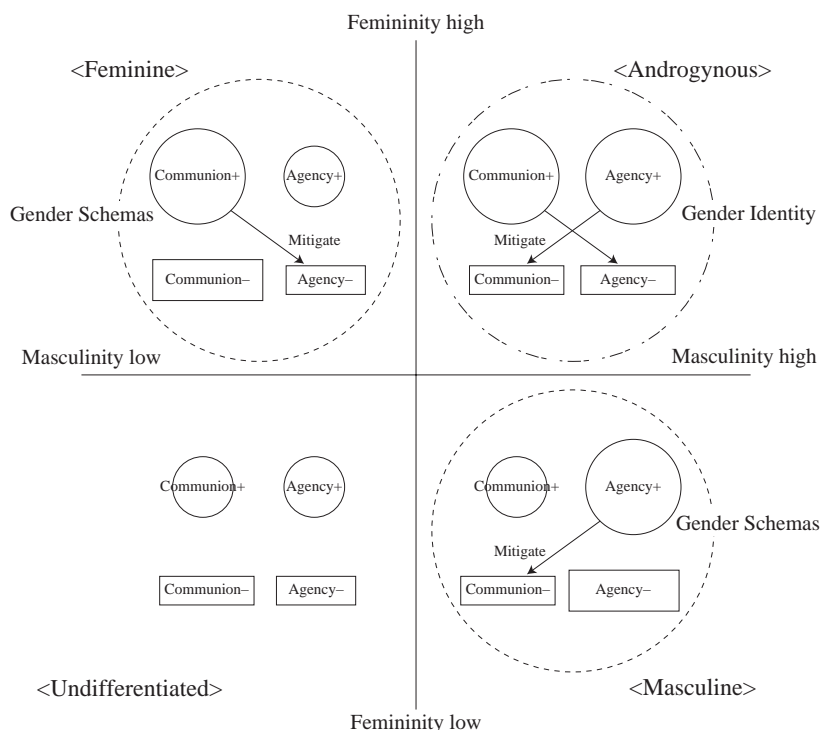 Femininity high
<Feminine>
<Androgynous>
Communion+
Agency+
Communion+
Agency+
Gender Schemas
Gender Identity
Mitigate
Mitigate
Communion–
Agency–
Communion–
Agency–
Masculinity low
Masculinity high
Communion+
Agency+
Communion+
Agency+
Gender Schemas
Mitigate
Communion–
Agency–
Communion–
Agency–
<Undifferentiated>
<Masculine>
Femininity low